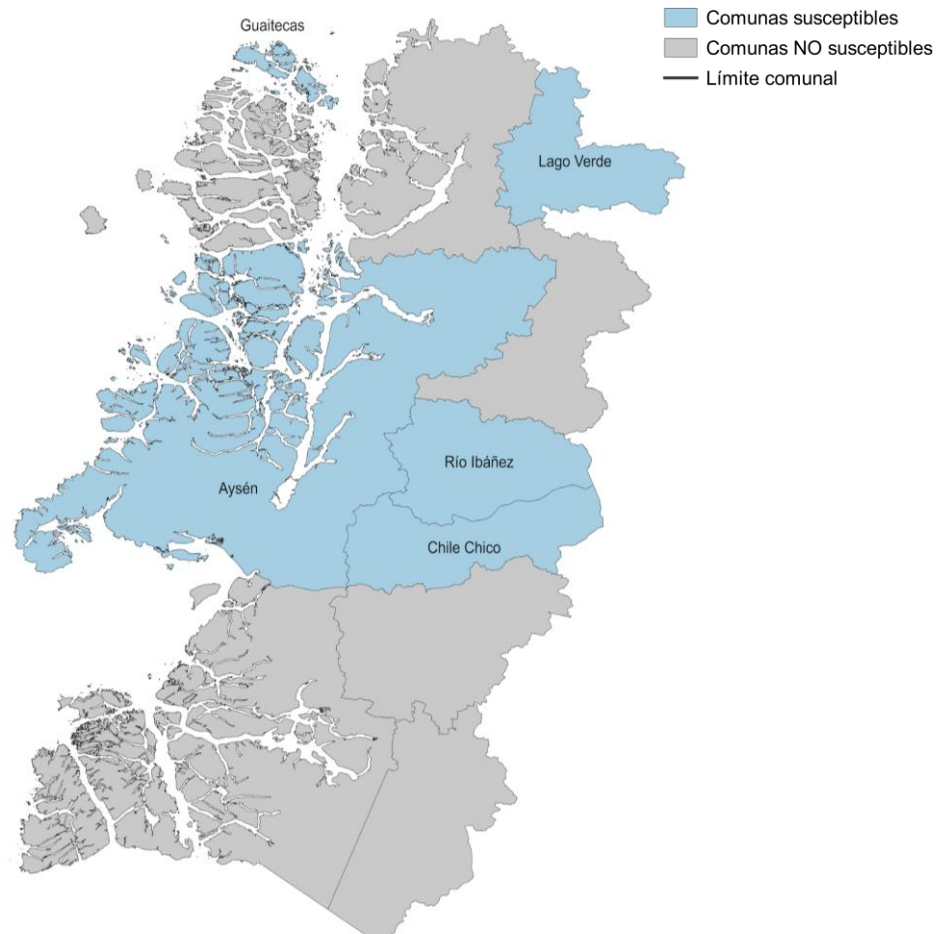 Guaitecas
Comunas susceptibles
Comunas NO susceptibles
Límite comunal
Lago Verde
Río Ibáñez
Aysén
Chile Chico